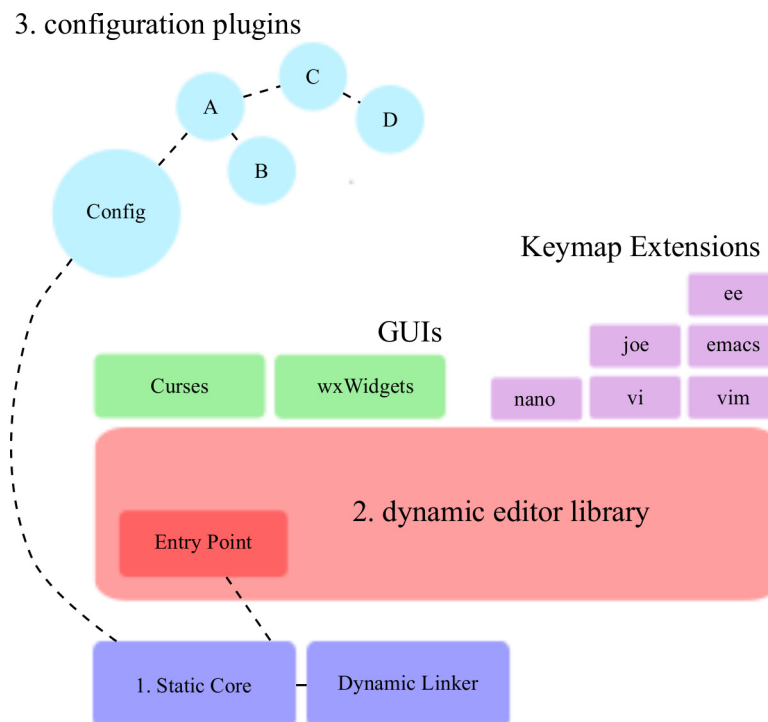 3. configuration plugins
C
A
D
B
Config
Keymap Extensions
ee
GUIs
joe
emacs
Curses
wxWidgets
nano
vi
vim
2. dynamic editor library
Entry Point
1. Static Core
Dynamic Linker